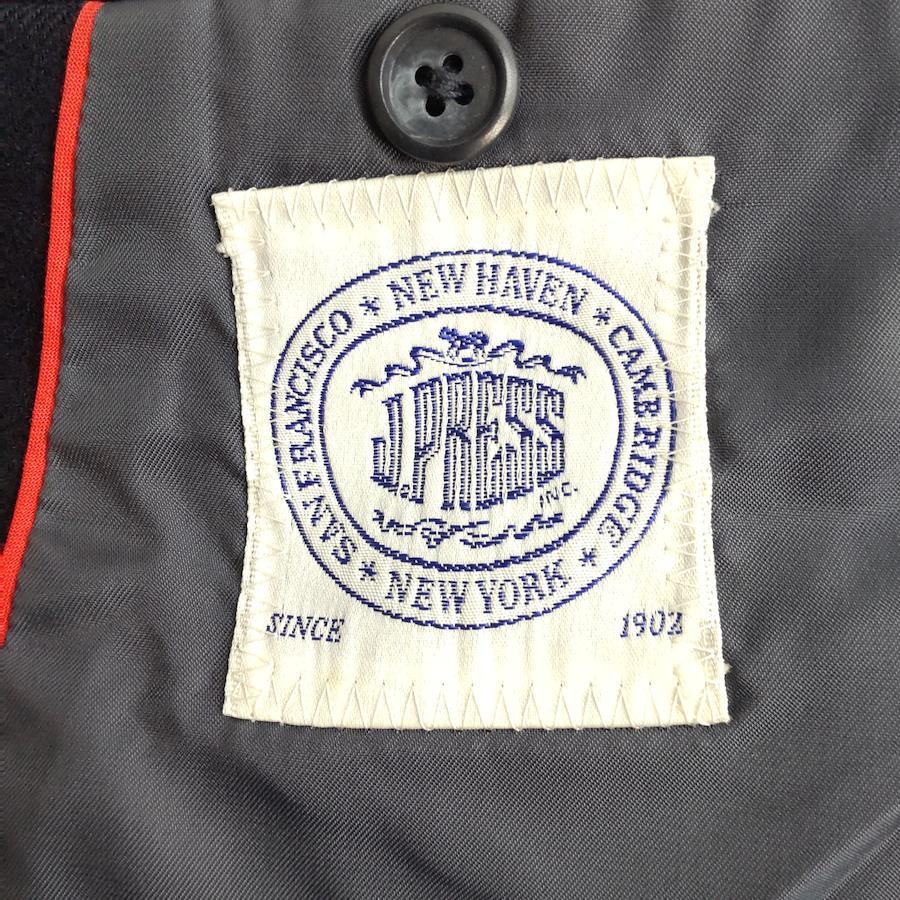 NEW HAVEN * CAMBRIDGE * NEW YORK * SAN FRANCISCO *
J. PRESS
INC.
SINCE 1902